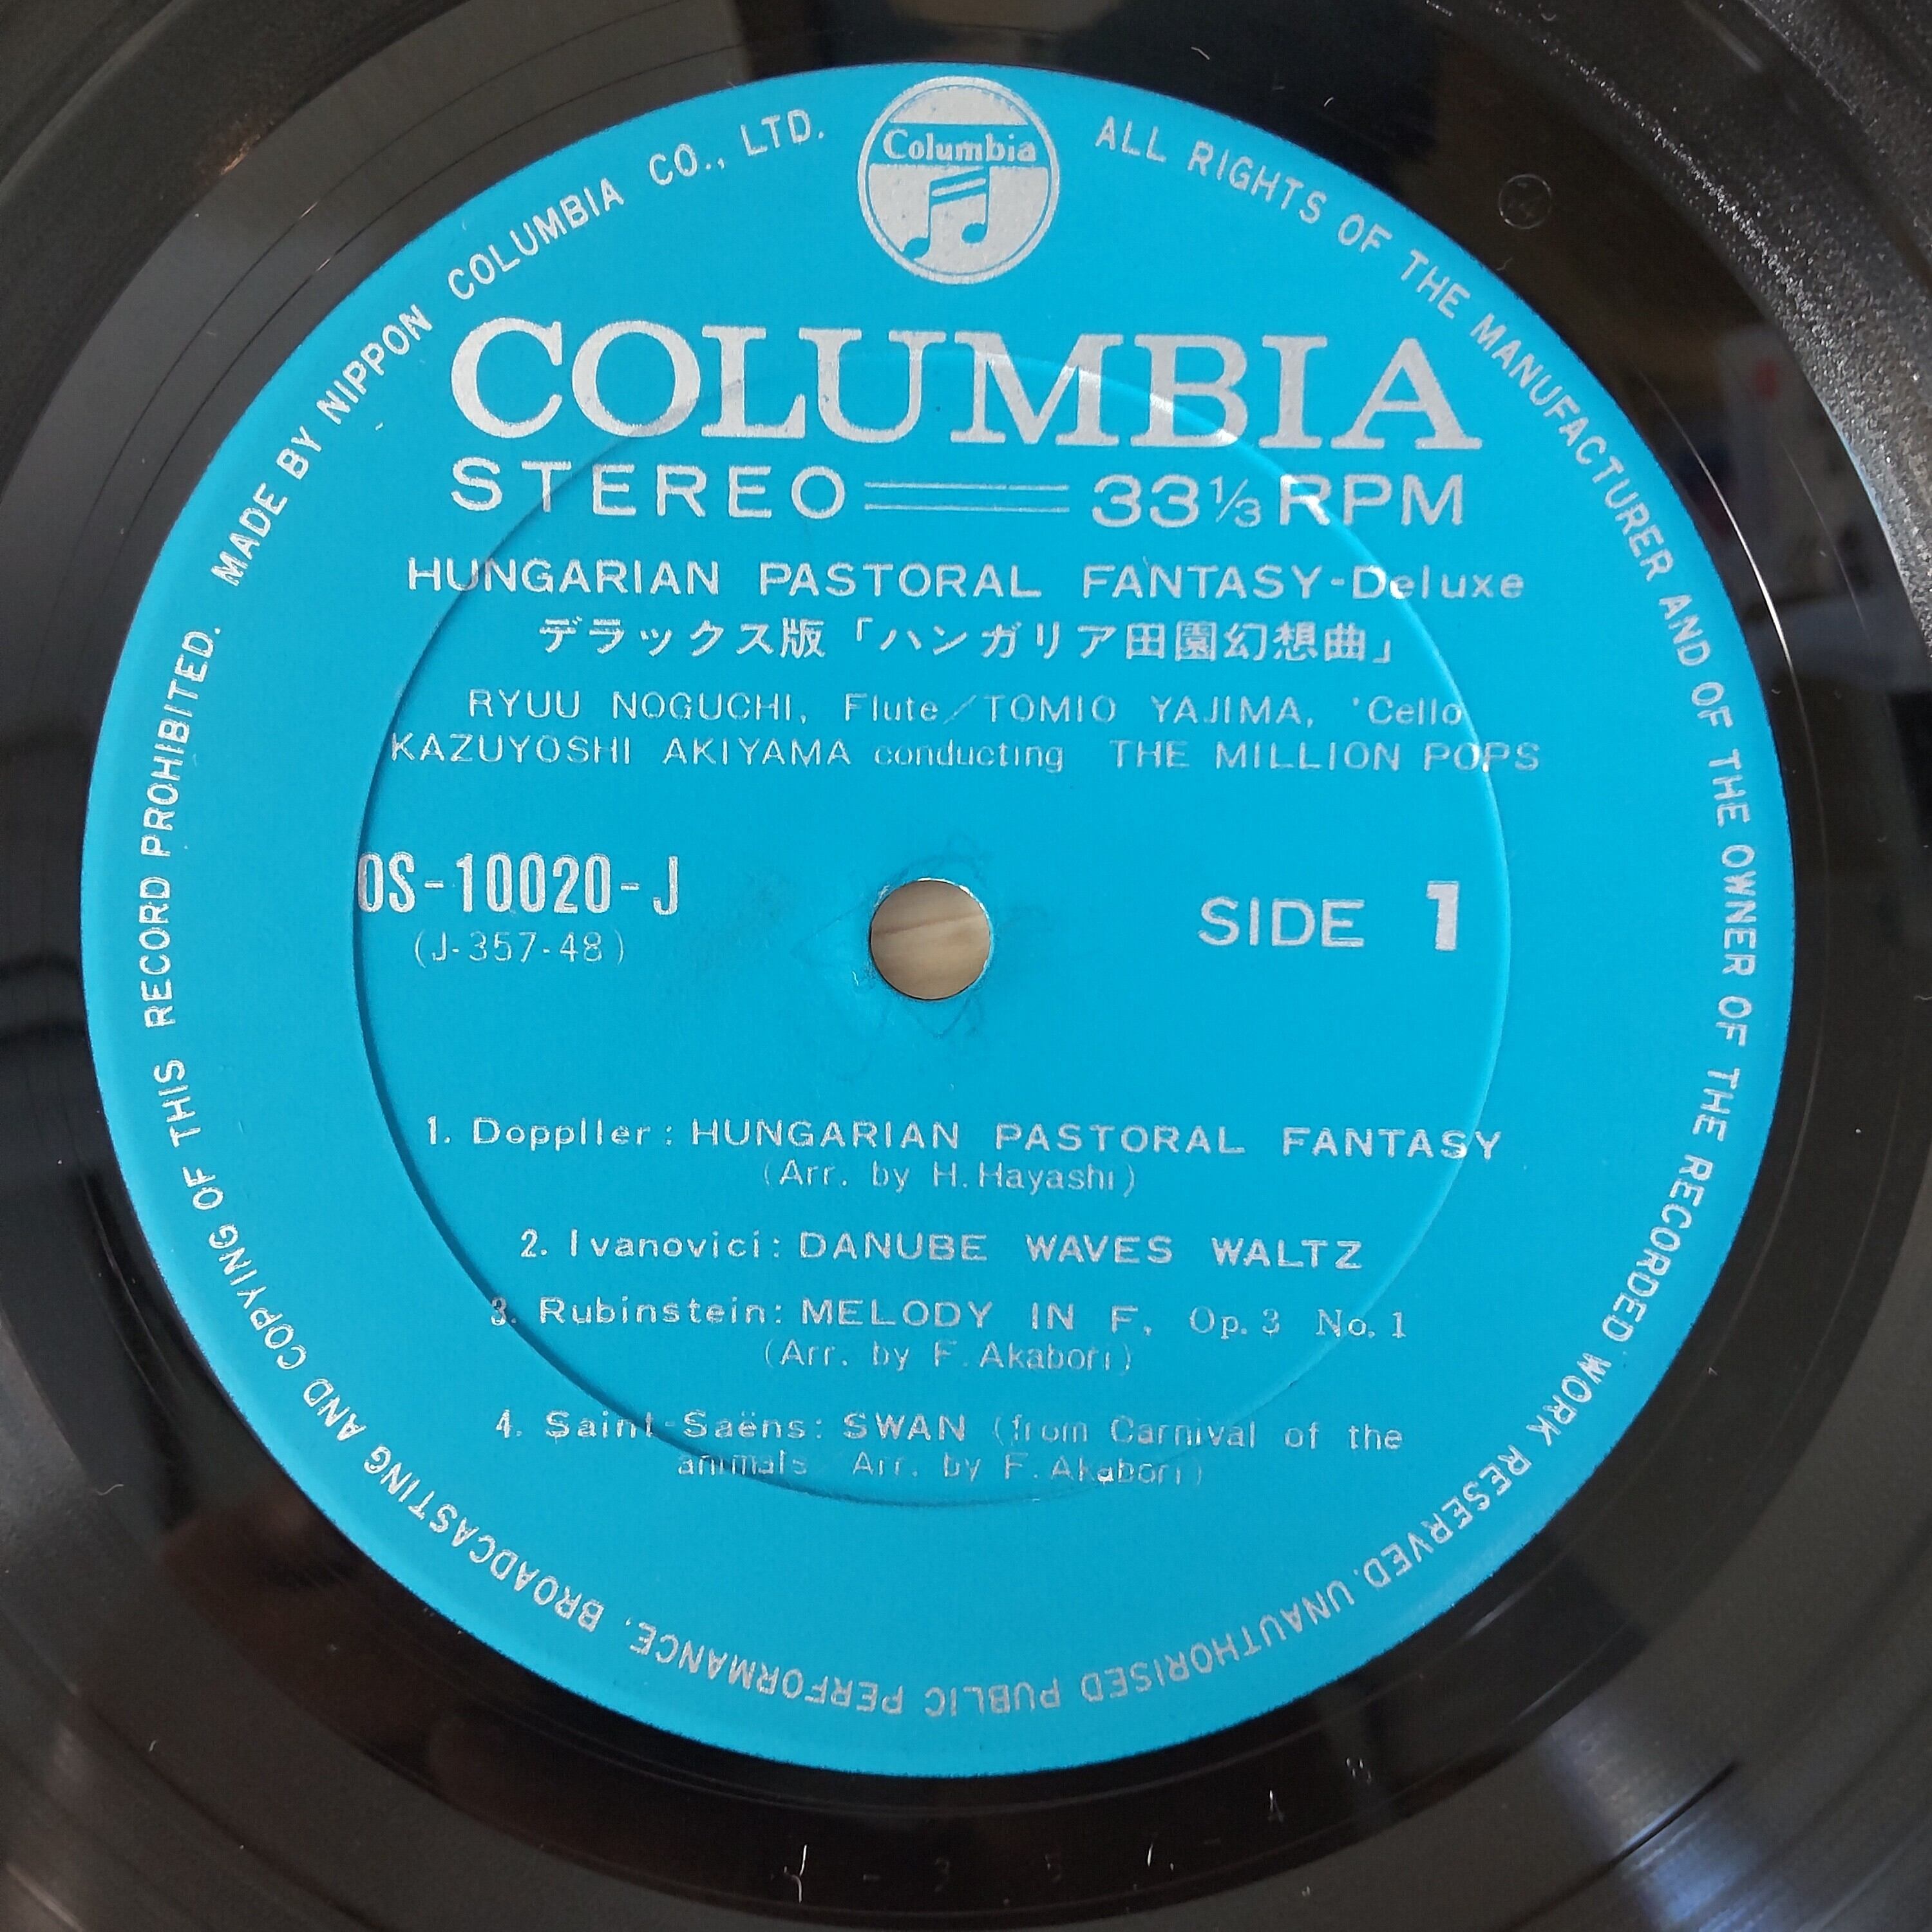 Columbia
MADE BY NIPPON COLUMBIA CO., LTD.
ALL RIGHTS OF THE MANUFACTURER AND OF THE OWNER OF THE RECORDED WORK RESERVED. UNAUTHORISED PUBLIC PERFORMANCE, BROADCASTING AND COPYING OF THIS RECORD PROHIBITED.
COLUMBIA
STEREO 33⅓ RPM
HUNGARIAN PASTORAL FANTASY-Deluxe
デラックス版「ハンガリア田園幻想曲」
RYUU NOGUCHI, Flute/TOMIO YAJIMA, 'Cello
KAZUYOSHI AKIYAMA conducting THE MILLION POPS
OS-10020-J
(J-357-48)
SIDE 1
1. Doppller: HUNGARIAN PASTORAL FANTASY
(Arr. by H. Hayashi)
2. Ivanovici: DANUBE WAVES WALTZ
3. Rubinstein: MELODY IN F, Op. 3 No. 1
(Arr. by F. Akabori)
4. Saint-Saëns: SWAN (from Carnival of the
animals Arr. by F. Akabori)